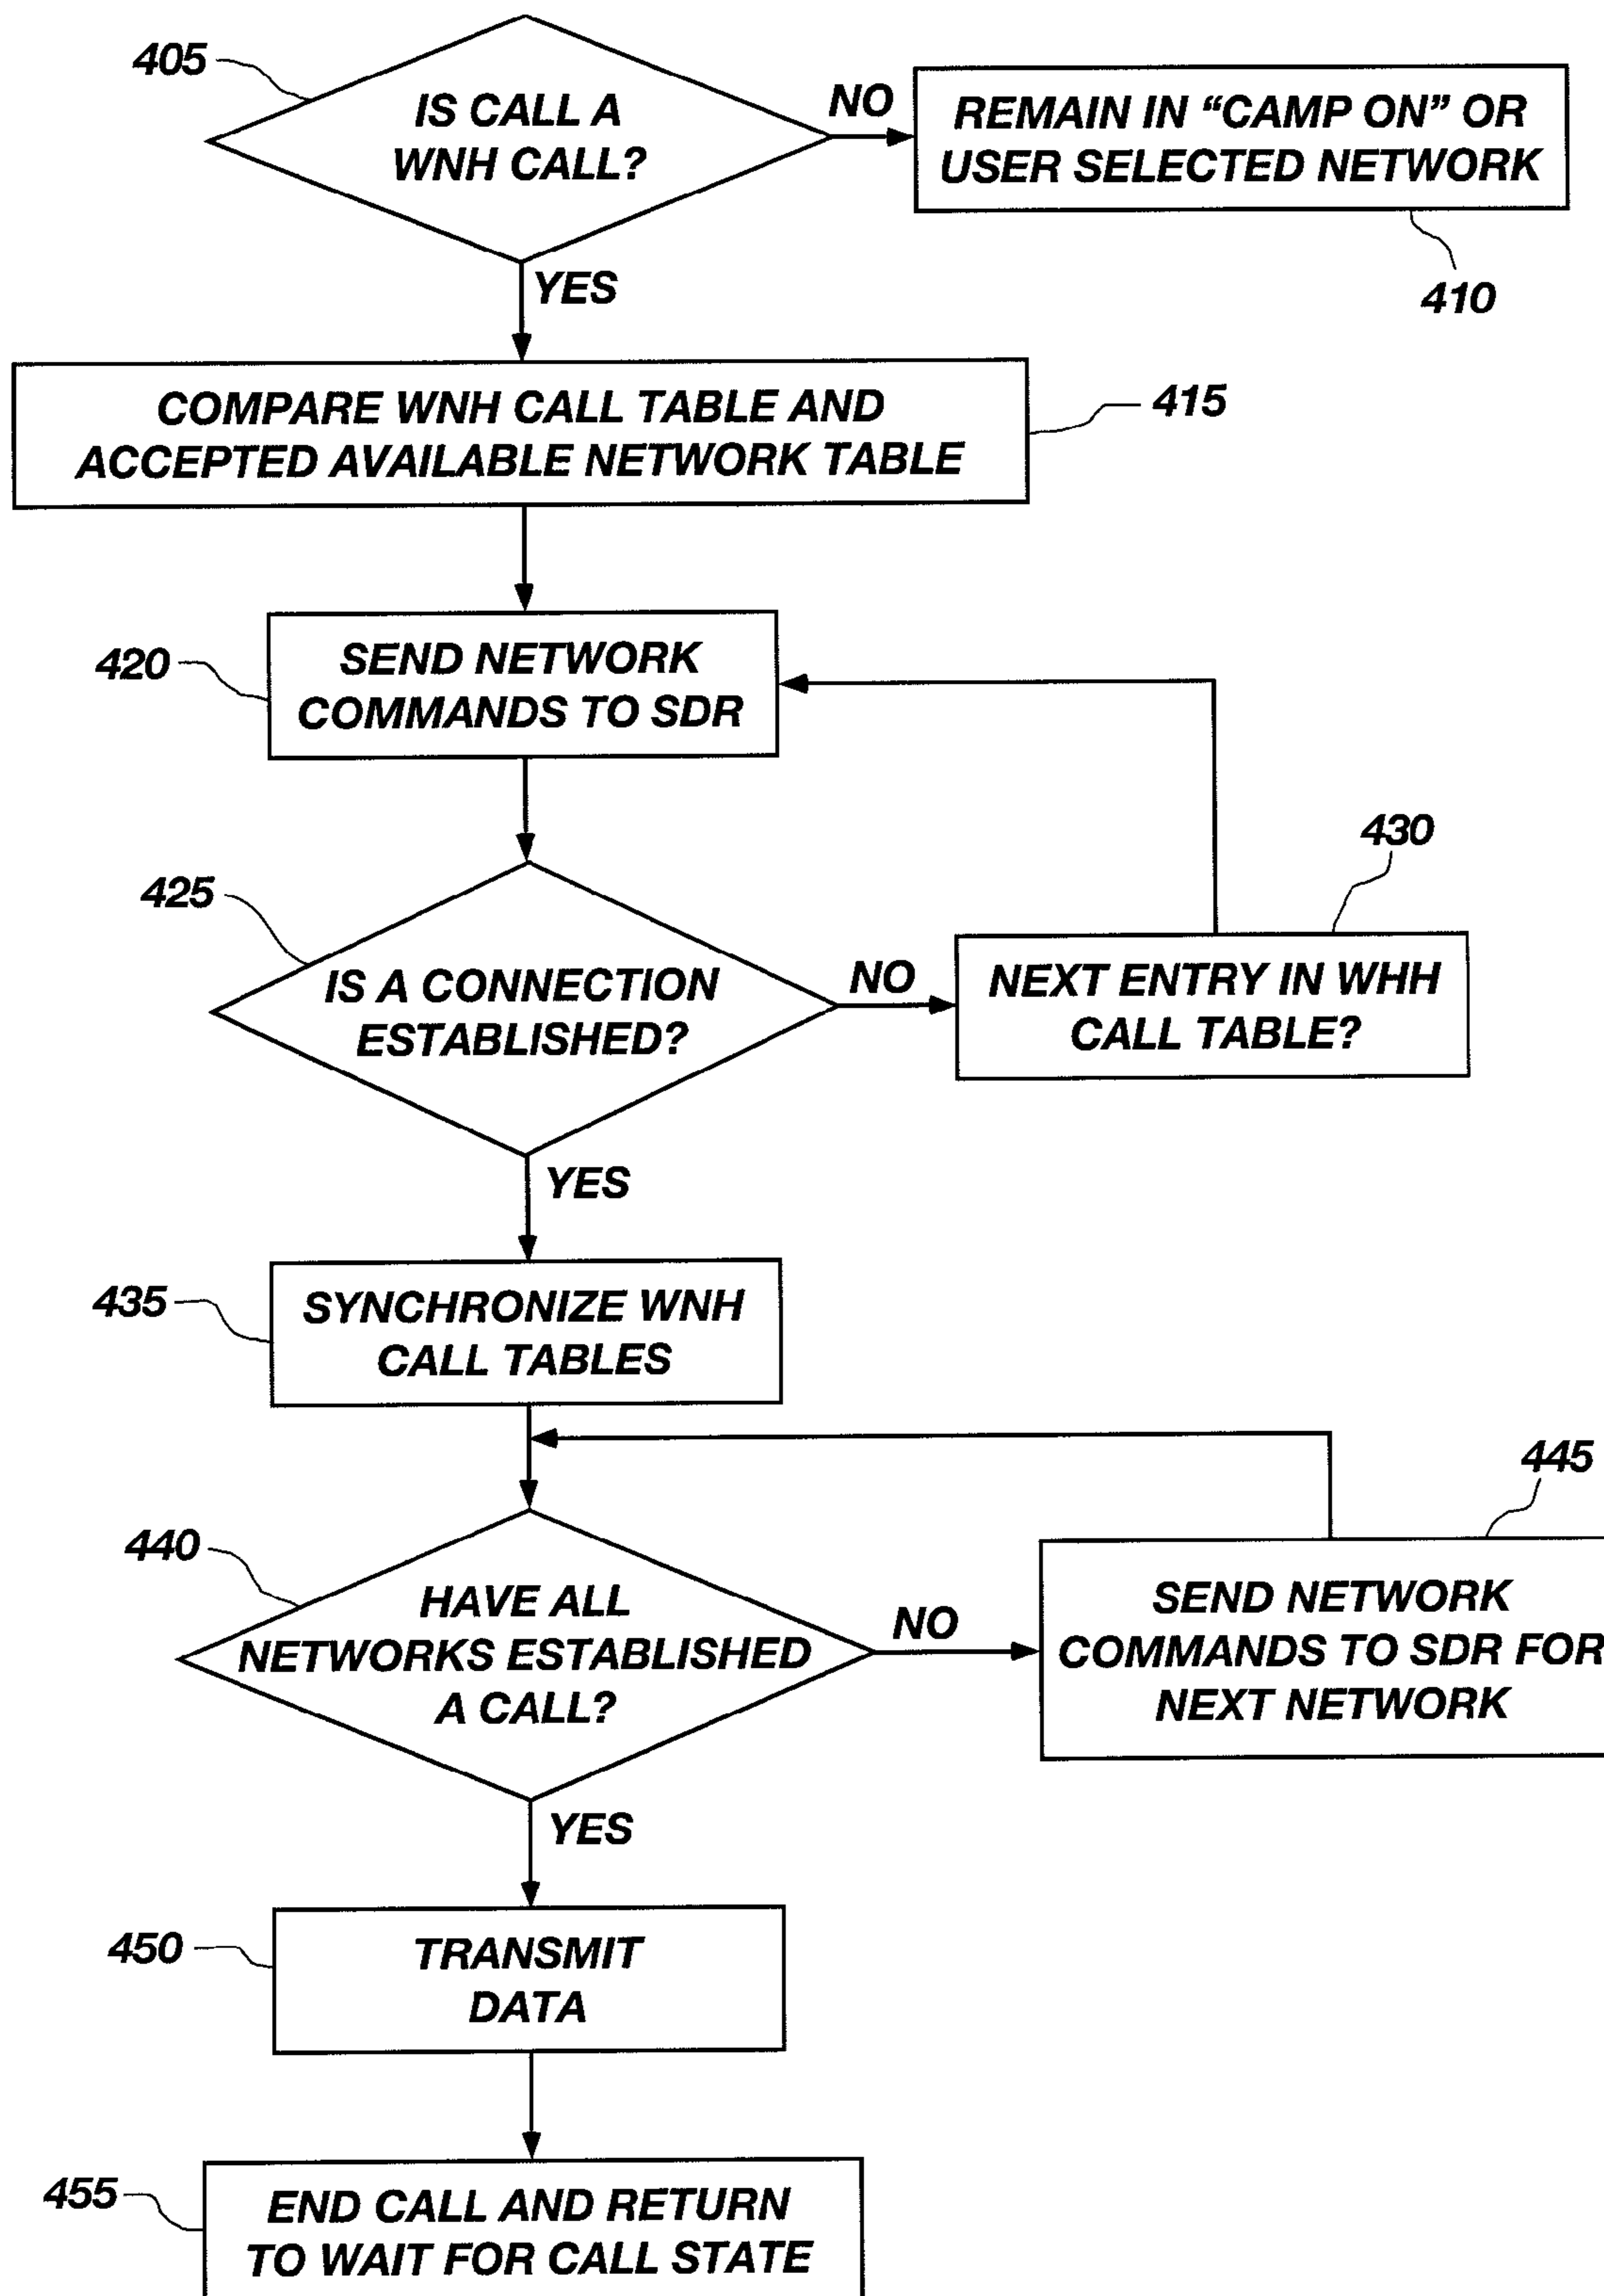 405
IS CALL A
WNH CALL?
NO
REMAIN IN “CAMP ON” OR
USER SELECTED NETWORK
410
YES
COMPARE WNH CALL TABLE AND
ACCEPTED AVAILABLE NETWORK TABLE
415
420
SEND NETWORK
COMMANDS TO SDR
425
IS A CONNECTION
ESTABLISHED?
NO
430
NEXT ENTRY IN WHH
CALL TABLE?
YES
435
SYNCHRONIZE WNH
CALL TABLES
440
HAVE ALL
NETWORKS ESTABLISHED
A CALL?
NO
445
SEND NETWORK
COMMANDS TO SDR FOR
NEXT NETWORK
YES
450
TRANSMIT
DATA
455
END CALL AND RETURN
TO WAIT FOR CALL STATE